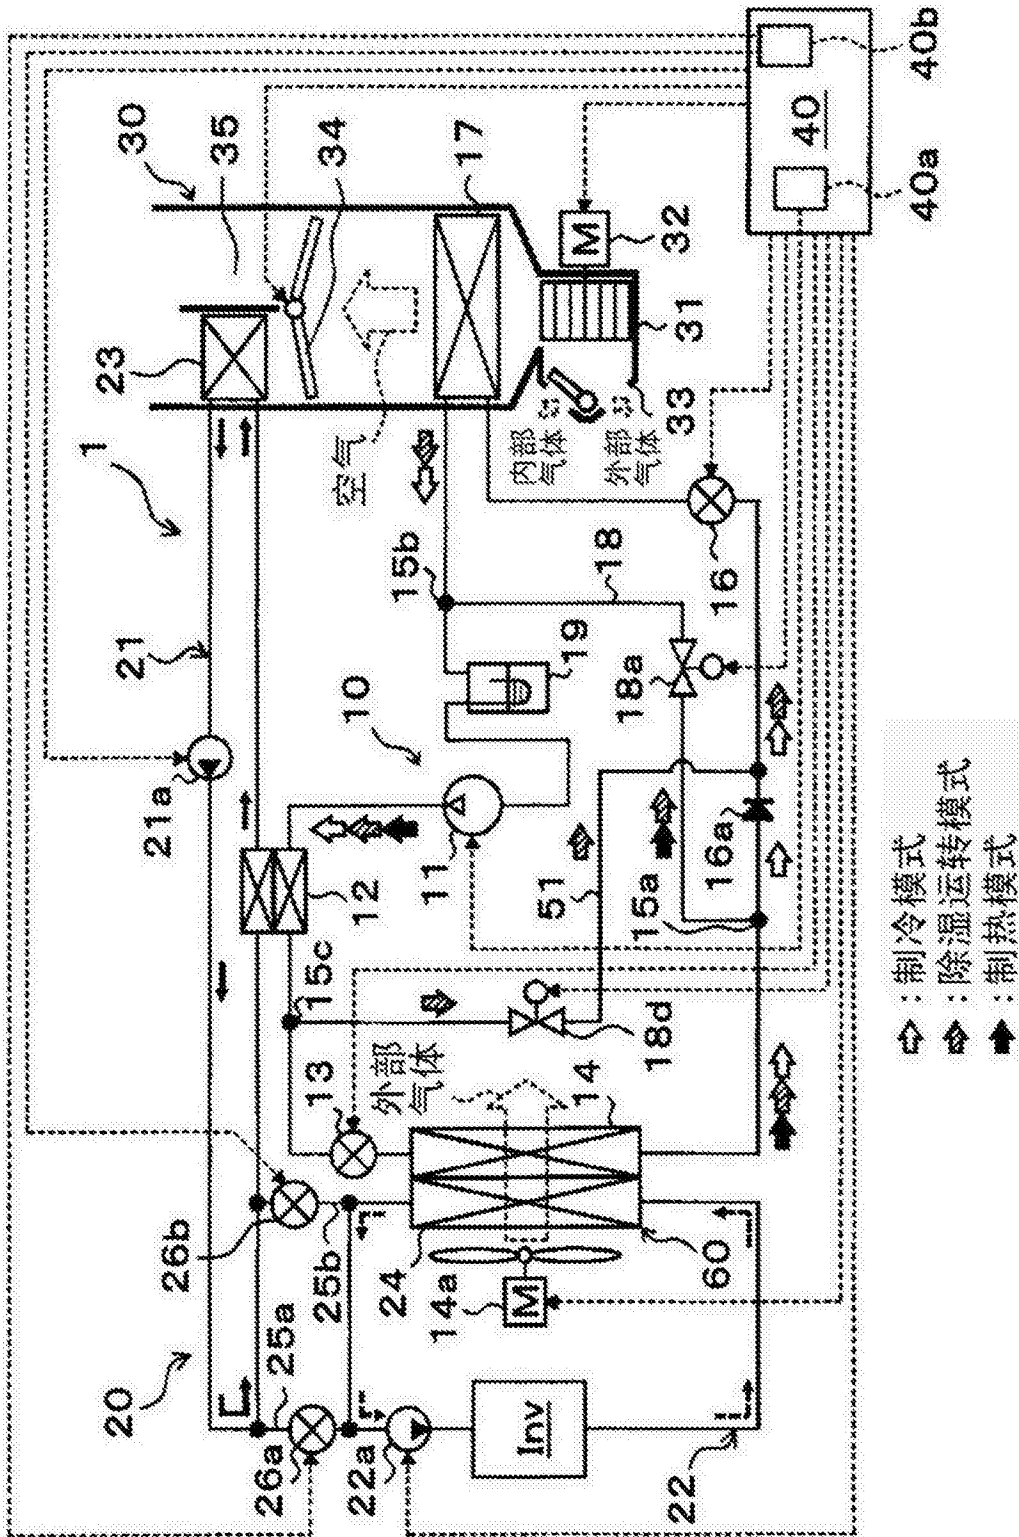 20
21
1
23
30
26b
21a
35
26a
25a
25b
13
15c
34
22a
12
10
空气
24
外部
气体
15b
14a
11
17
Inv
M
内部
气体
51
19
14
18
M
外部
气体
18d
15a
18a
22
60
16a
16
33
31
32
40
40a
40b
:制冷模式
:除湿运转模式
:制热模式